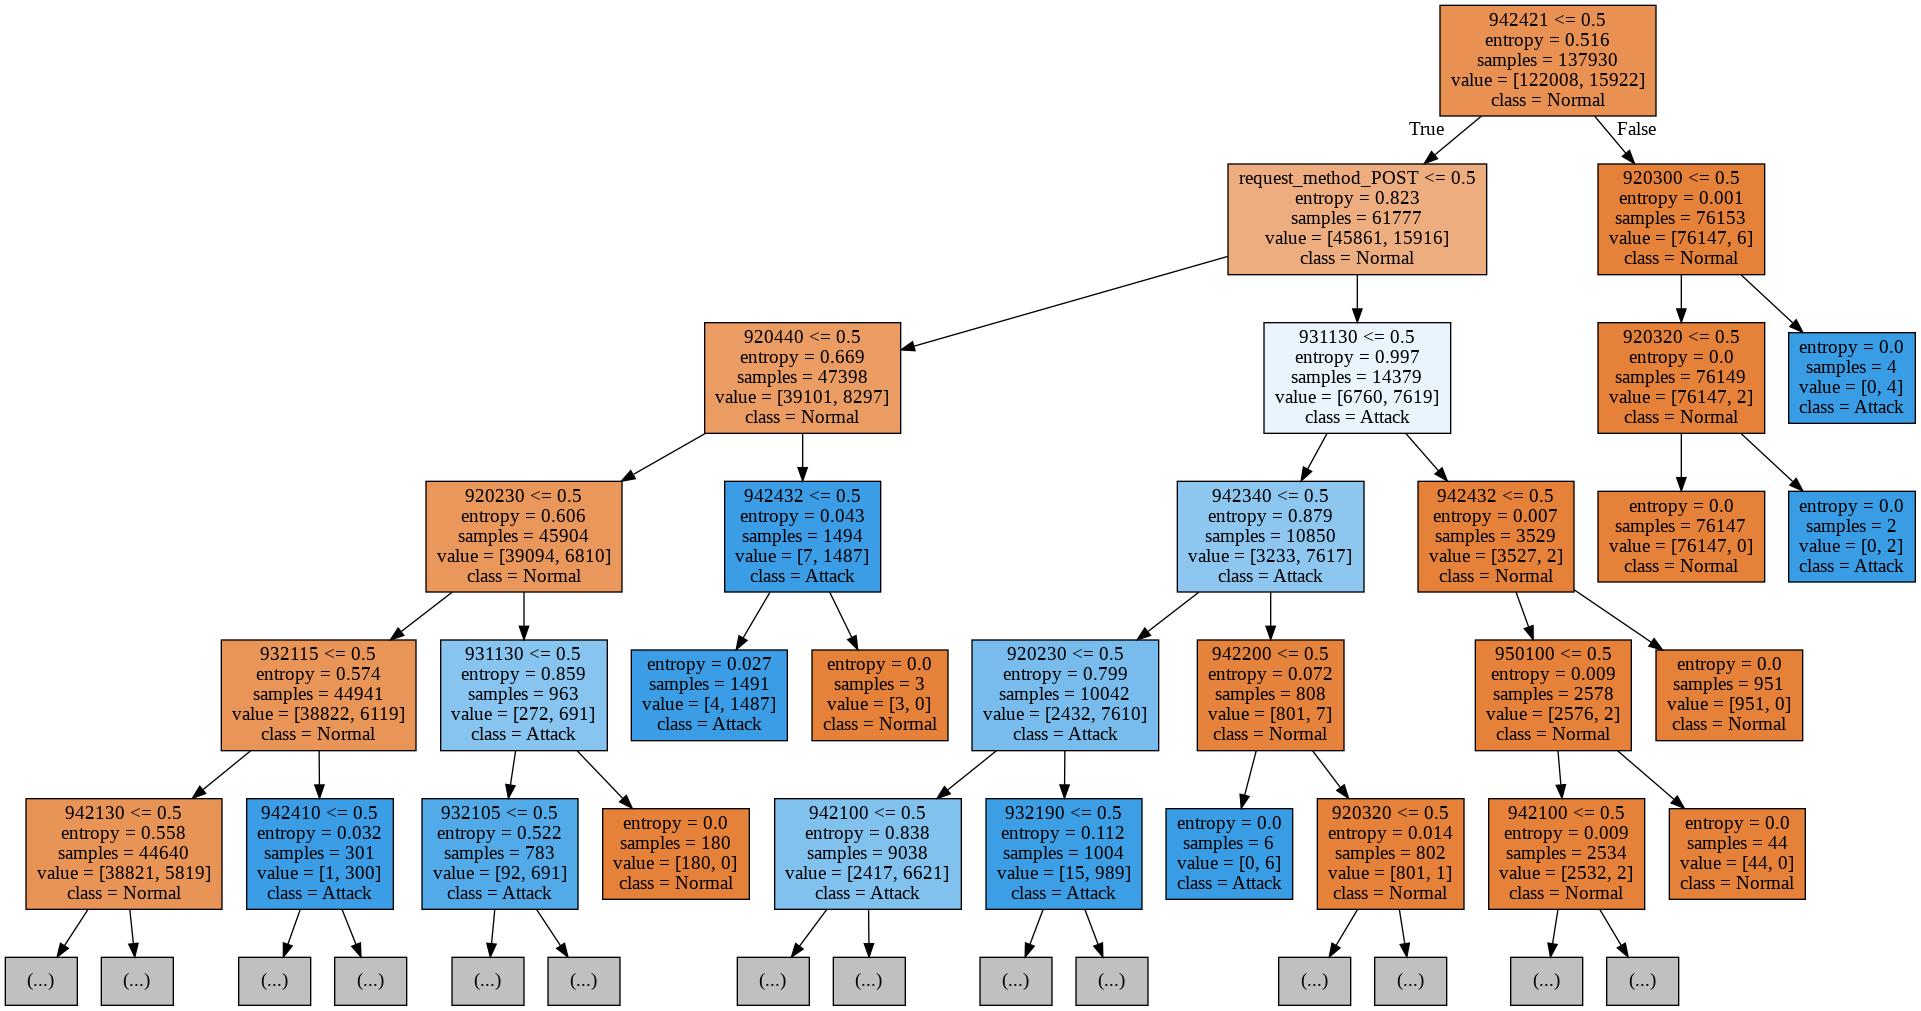 942421 <= 0.5
entropy = 0.516
samples = 137930
value = [122008, 15922]
class = Normal
True
False
request_method_POST <= 0.5
entropy = 0.823
samples = 61777
value = [45861, 15916]
class = Normal
920300 <= 0.5
entropy = 0.001
samples = 76153
value = [76147, 6]
class = Normal
920440 <= 0.5
entropy = 0.669
samples = 47398
value = [39101, 8297]
class = Normal
931130 <= 0.5
entropy = 0.997
samples = 14379
value = [6760, 7619]
class = Attack
920320 <= 0.5
entropy = 0.0
samples = 76149
value = [76147, 2]
class = Normal
entropy = 0.0
samples = 4
value = [0, 4]
class = Attack
920230 <= 0.5
entropy = 0.606
samples = 45904
value = [39094, 6810]
class = Normal
942432 <= 0.5
entropy = 0.043
samples = 1494
value = [7, 1487]
class = Attack
942340 <= 0.5
entropy = 0.879
samples = 10850
value = [3233, 7617]
class = Attack
942432 <= 0.5
entropy = 0.007
samples = 3529
value = [3527, 2]
class = Normal
entropy = 0.0
samples = 76147
value = [76147, 0]
class = Normal
entropy = 0.0
samples = 2
value = [0, 2]
class = Attack
932115 <= 0.5
entropy = 0.574
samples = 44941
value = [38822, 6119]
class = Normal
931130 <= 0.5
entropy = 0.859
samples = 963
value = [272, 691]
class = Attack
entropy = 0.027
samples = 1491
value = [4, 1487]
class = Attack
entropy = 0.0
samples = 3
value = [3, 0]
class = Normal
920230 <= 0.5
entropy = 0.799
samples = 10042
value = [2432, 7610]
class = Attack
942200 <= 0.5
entropy = 0.072
samples = 808
value = [801, 7]
class = Normal
950100 <= 0.5
entropy = 0.009
samples = 2578
value = [2576, 2]
class = Normal
entropy = 0.0
samples = 951
value = [951, 0]
class = Normal
942130 <= 0.5
entropy = 0.558
samples = 44640
value = [38821, 5819]
class = Normal
942410 <= 0.5
entropy = 0.032
samples = 301
value = [1, 300]
class = Attack
932105 <= 0.5
entropy = 0.522
samples = 783
value = [92, 691]
class = Attack
entropy = 0.0
samples = 180
value = [180, 0]
class = Normal
942100 <= 0.5
entropy = 0.838
samples = 9038
value = [2417, 6621]
class = Attack
932190 <= 0.5
entropy = 0.112
samples = 1004
value = [15, 989]
class = Attack
entropy = 0.0
samples = 6
value = [0, 6]
class = Attack
920320 <= 0.5
entropy = 0.014
samples = 802
value = [801, 1]
class = Normal
942100 <= 0.5
entropy = 0.009
samples = 2534
value = [2532, 2]
class = Normal
entropy = 0.0
samples = 44
value = [44, 0]
class = Normal
(...)
(...)
(...)
(...)
(...)
(...)
(...)
(...)
(...)
(...)
(...)
(...)
(...)
(...)